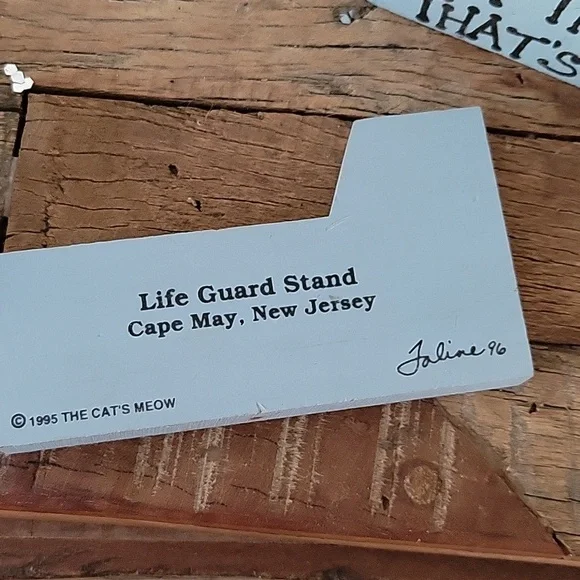 THAT'S
Life Guard Stand
Cape May, New Jersey
Faline 96
© 1995 THE CAT'S MEOW